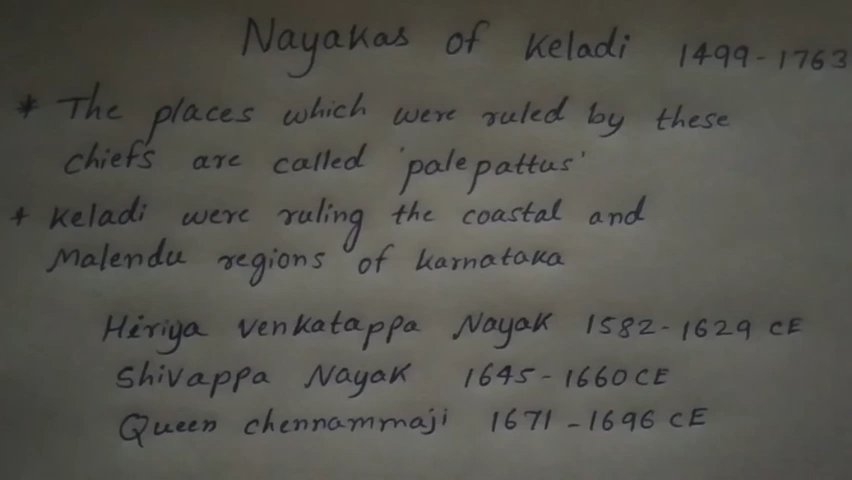 Nayakas of Keladi 1499-1763
* The places which were ruled by these
chiefs are called 'palepattus'
* Keladi were ruling the coastal and
Malendu regions of Karnataka
Hiriya Venkatappa Nayak 1582-1629 CE
Shivappa Nayak 1645-1660 CE
Queen Chennammaji 1671-1696 CE